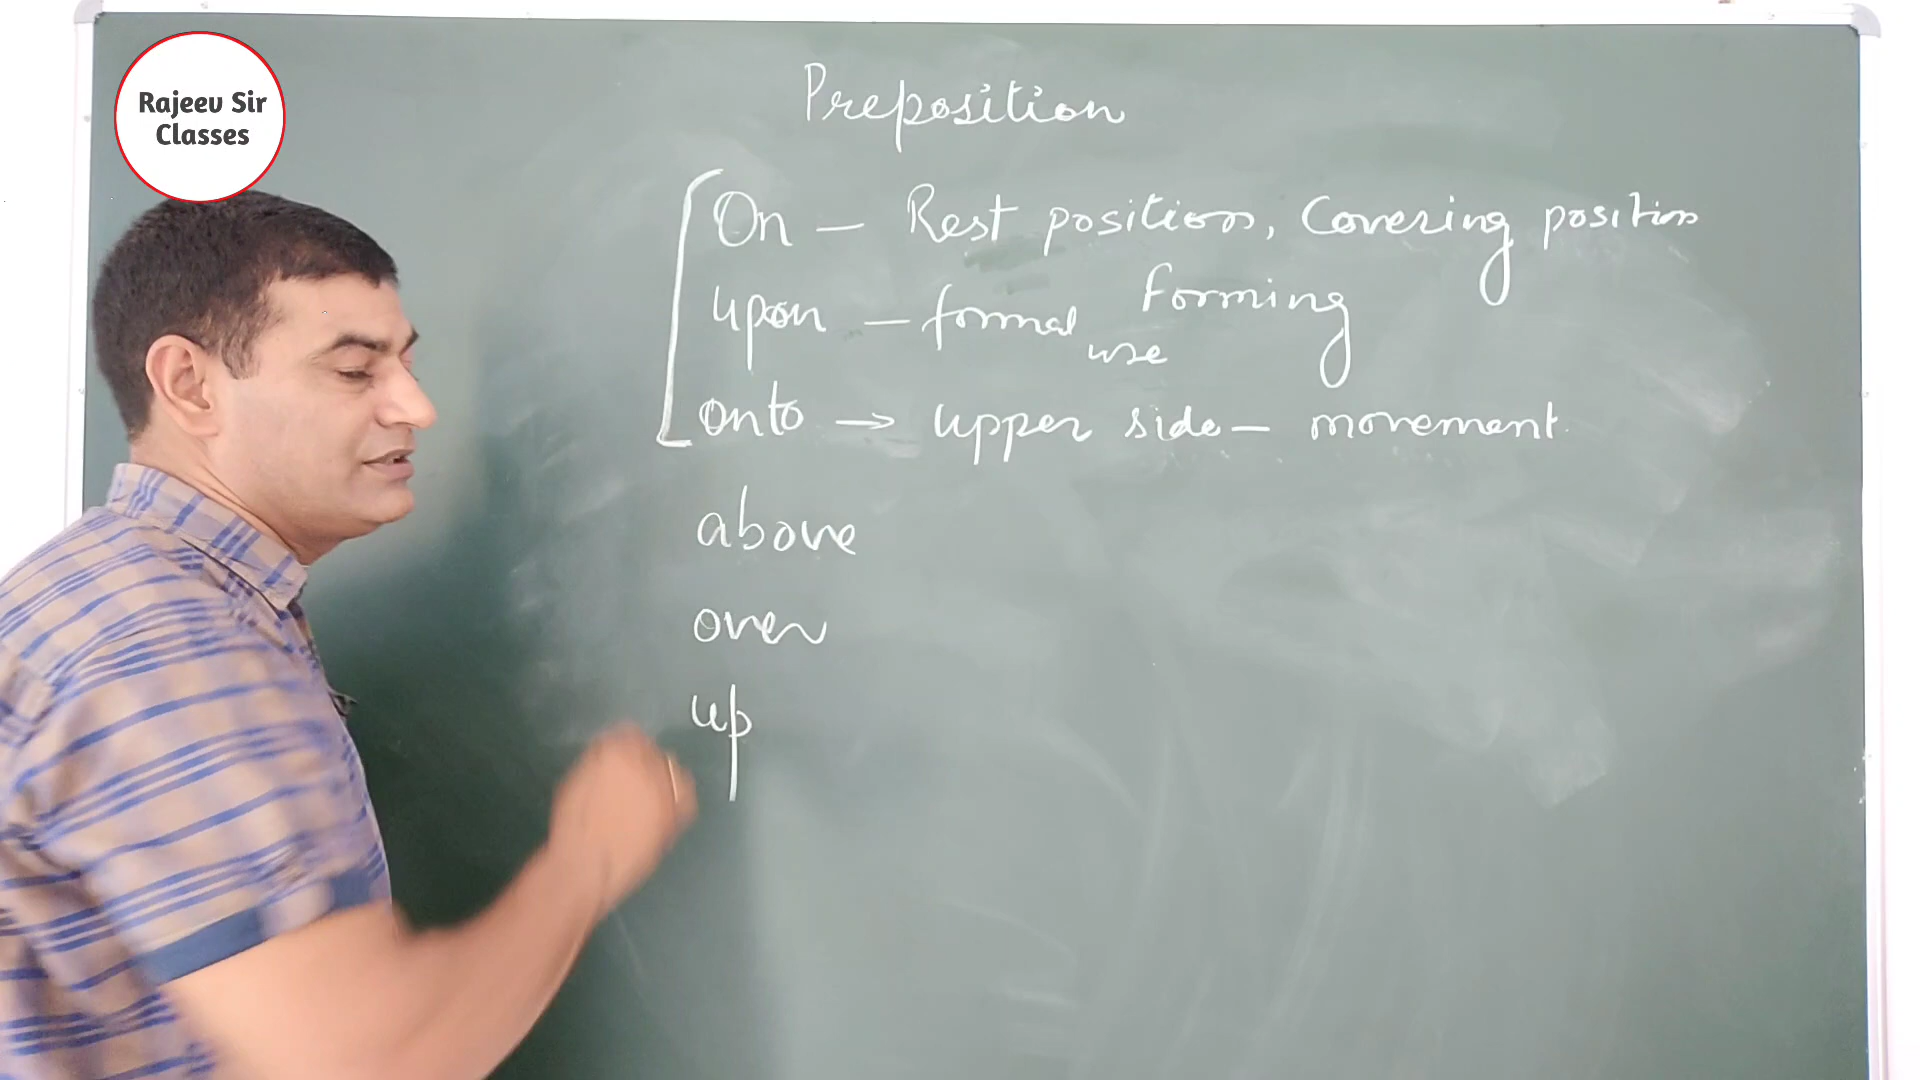 Rajeev Sir
Classes
Preposition
On — Rest position, Covering position
forming
upon — formal use
onto → upper side — movement
above
over
up